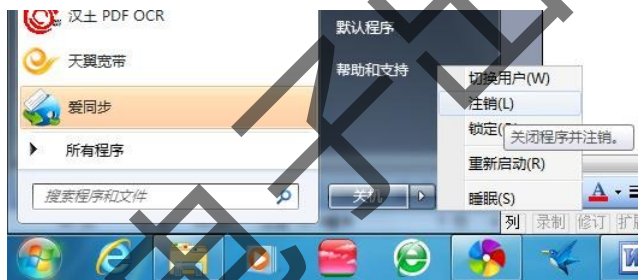 汉王 PDF OCR
天翼宽带
爱同步
所有程序
搜索程序和文件
默认程序
帮助和支持
关机
切换用户(W)
注销(L)
锁定(
关闭程序并注销。
重新启动(R)
睡眠(S)
A
列 录制 修订 扩展